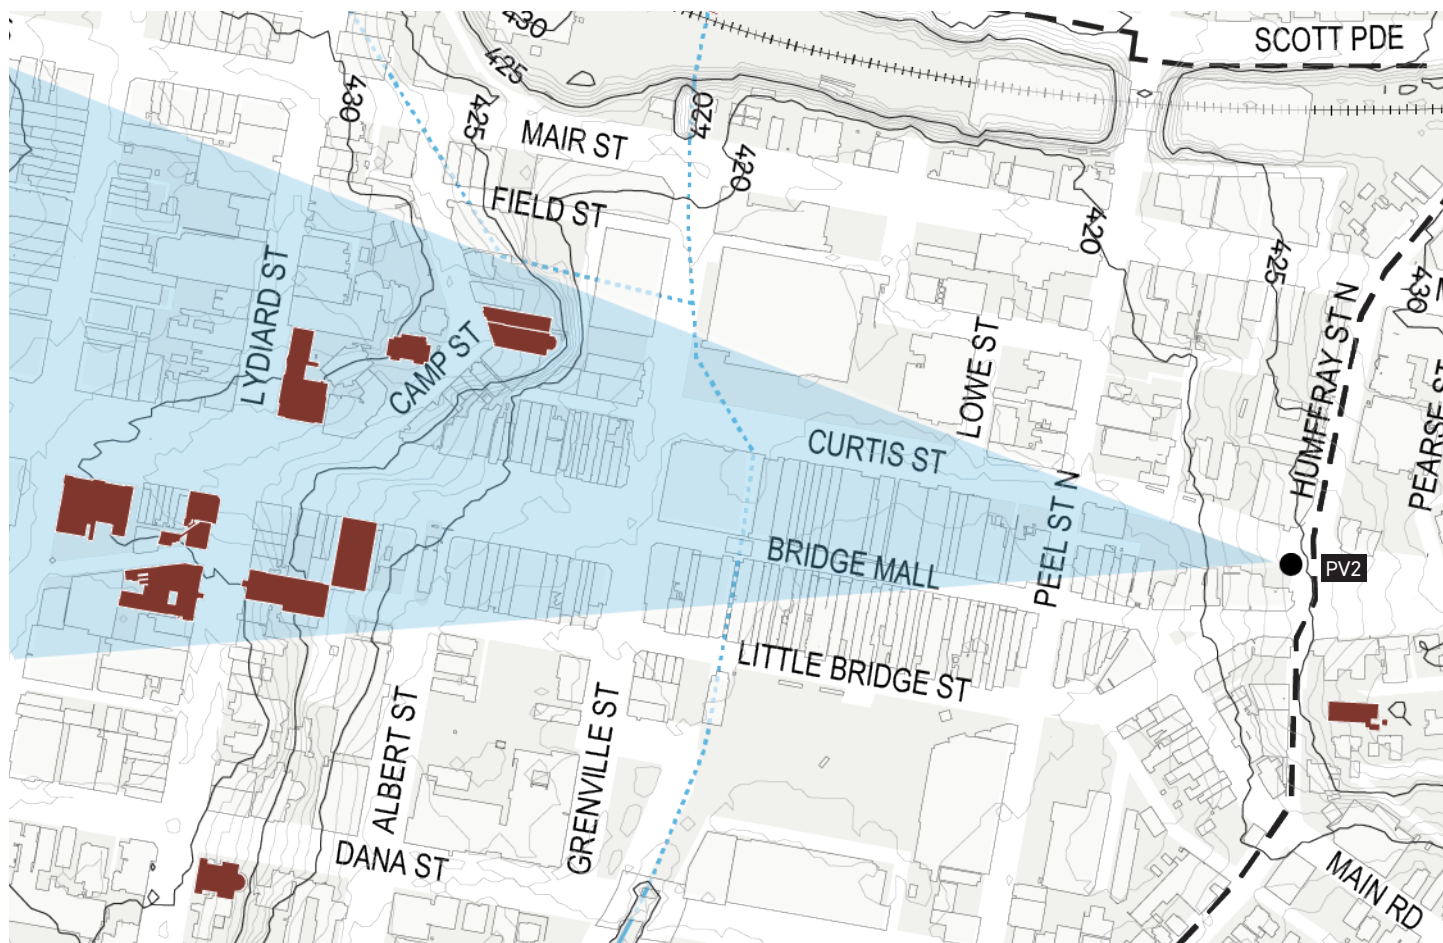 430
SCOTT PDE
425
430
425
420
MAIR ST
420
FIELD ST
420
425
430
LYDIARD ST
HUMFFRAY ST N
CAMP ST
LOWE ST
PEARSE
CURTIS ST
PEEL ST N
BRIDGE MALL
PV2
LITTLE BRIDGE ST
ALBERT ST
GRENVILLE ST
DANA ST
MAIN RD